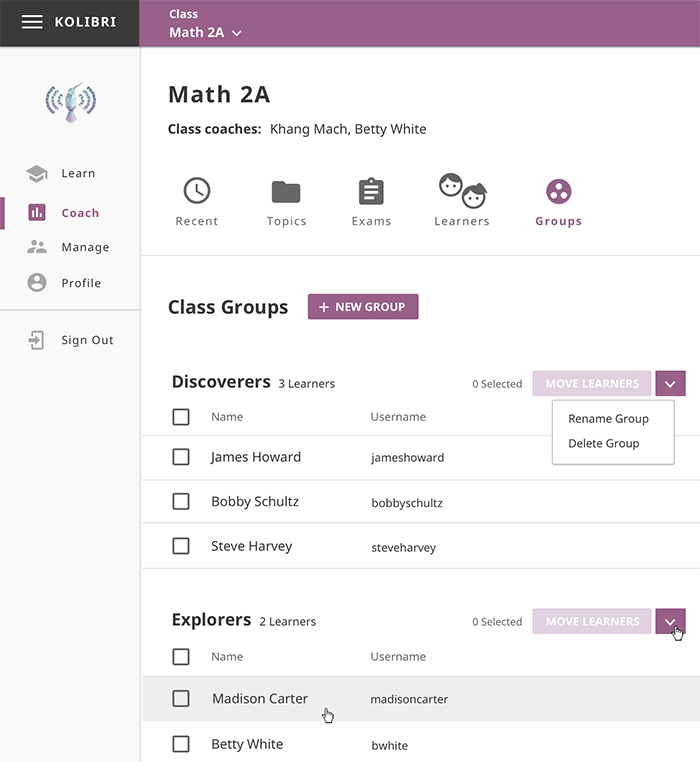 KOLIBRI
Class
Math 2A
Learn
Coach
Manage
Profile
Sign Out
Math 2A
Class coaches: Khang Mach, Betty White
Recent Topics Exams Learners Groups
Class Groups + NEW GROUP
Discoverers 3 Learners 0 Selected MOVE LEARNERS
Rename Group
Delete Group
Name Username
James Howard jameshoward
Bobby Schultz bobbyschultz
Steve Harvey steveharvey
Explorers 2 Learners 0 Selected MOVE LEARNERS
Name Username
Madison Carter madisoncarter
Betty White bwhite